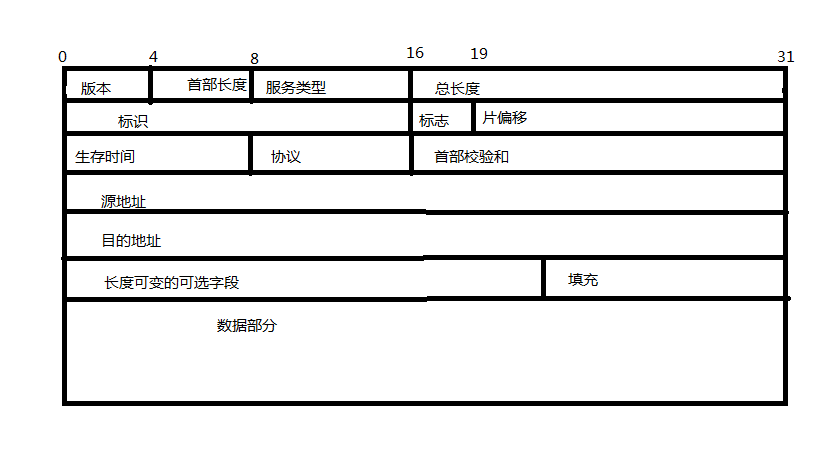 0 4 8 16 19 31
版本 首部长度 服务类型 总长度
标识 标志 片偏移
生存时间 协议 首部校验和
源地址
目的地址
长度可变的可选字段 填充
数据部分